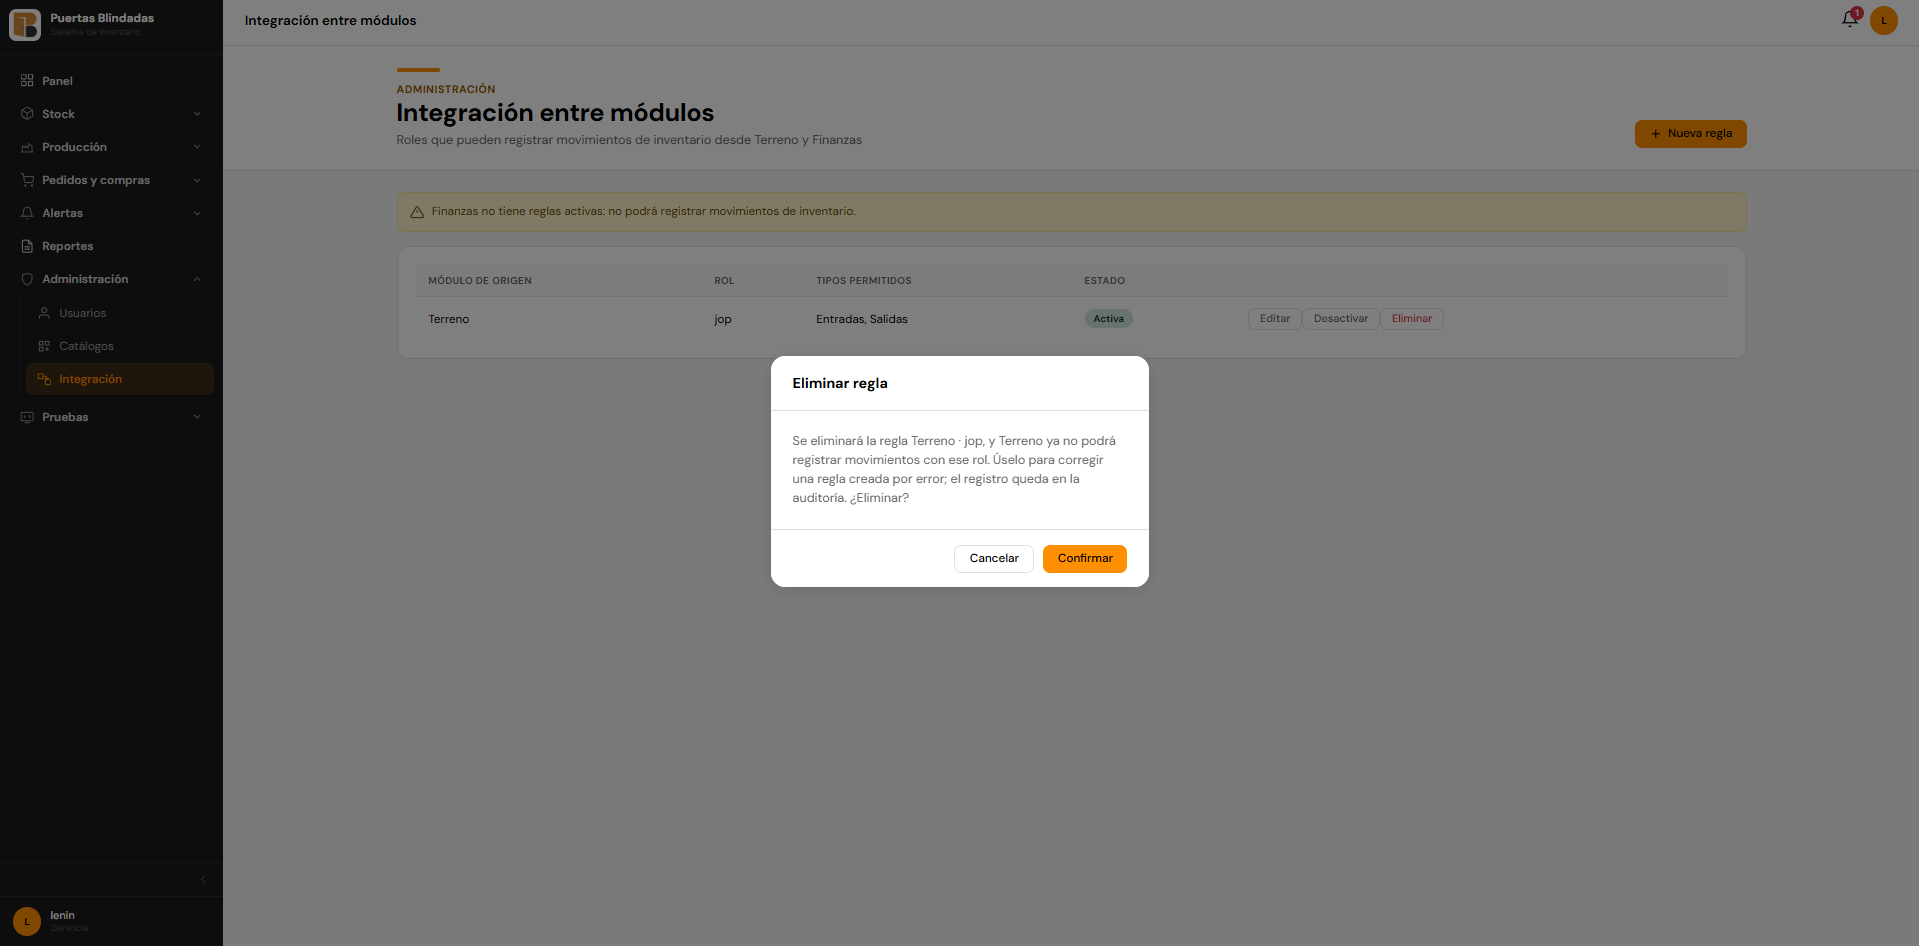 Puertas Blindadas
Sistema de Inventario
Integración entre módulos
1
L
Panel
Stock
Producción
Pedidos y compras
Alertas
Reportes
Administración
Usuarios
Catálogos
Integración
Pruebas
ADMINISTRACIÓN
Integración entre módulos
Roles que pueden registrar movimientos de inventario desde Terreno y Finanzas
+ Nueva regla
Finanzas no tiene reglas activas: no podrá registrar movimientos de inventario.
MÓDULO DE ORIGEN ROL TIPOS PERMITIDOS ESTADO
Terreno jop Entradas, Salidas Activa Editar Desactivar Eliminar
Eliminar regla
Se eliminará la regla Terreno · jop, y Terreno ya no podrá
registrar movimientos con ese rol. Úselo para corregir
una regla creada por error; el registro queda en la
auditoría. ¿Eliminar?
Cancelar Confirmar
L
lenin
Gerencia